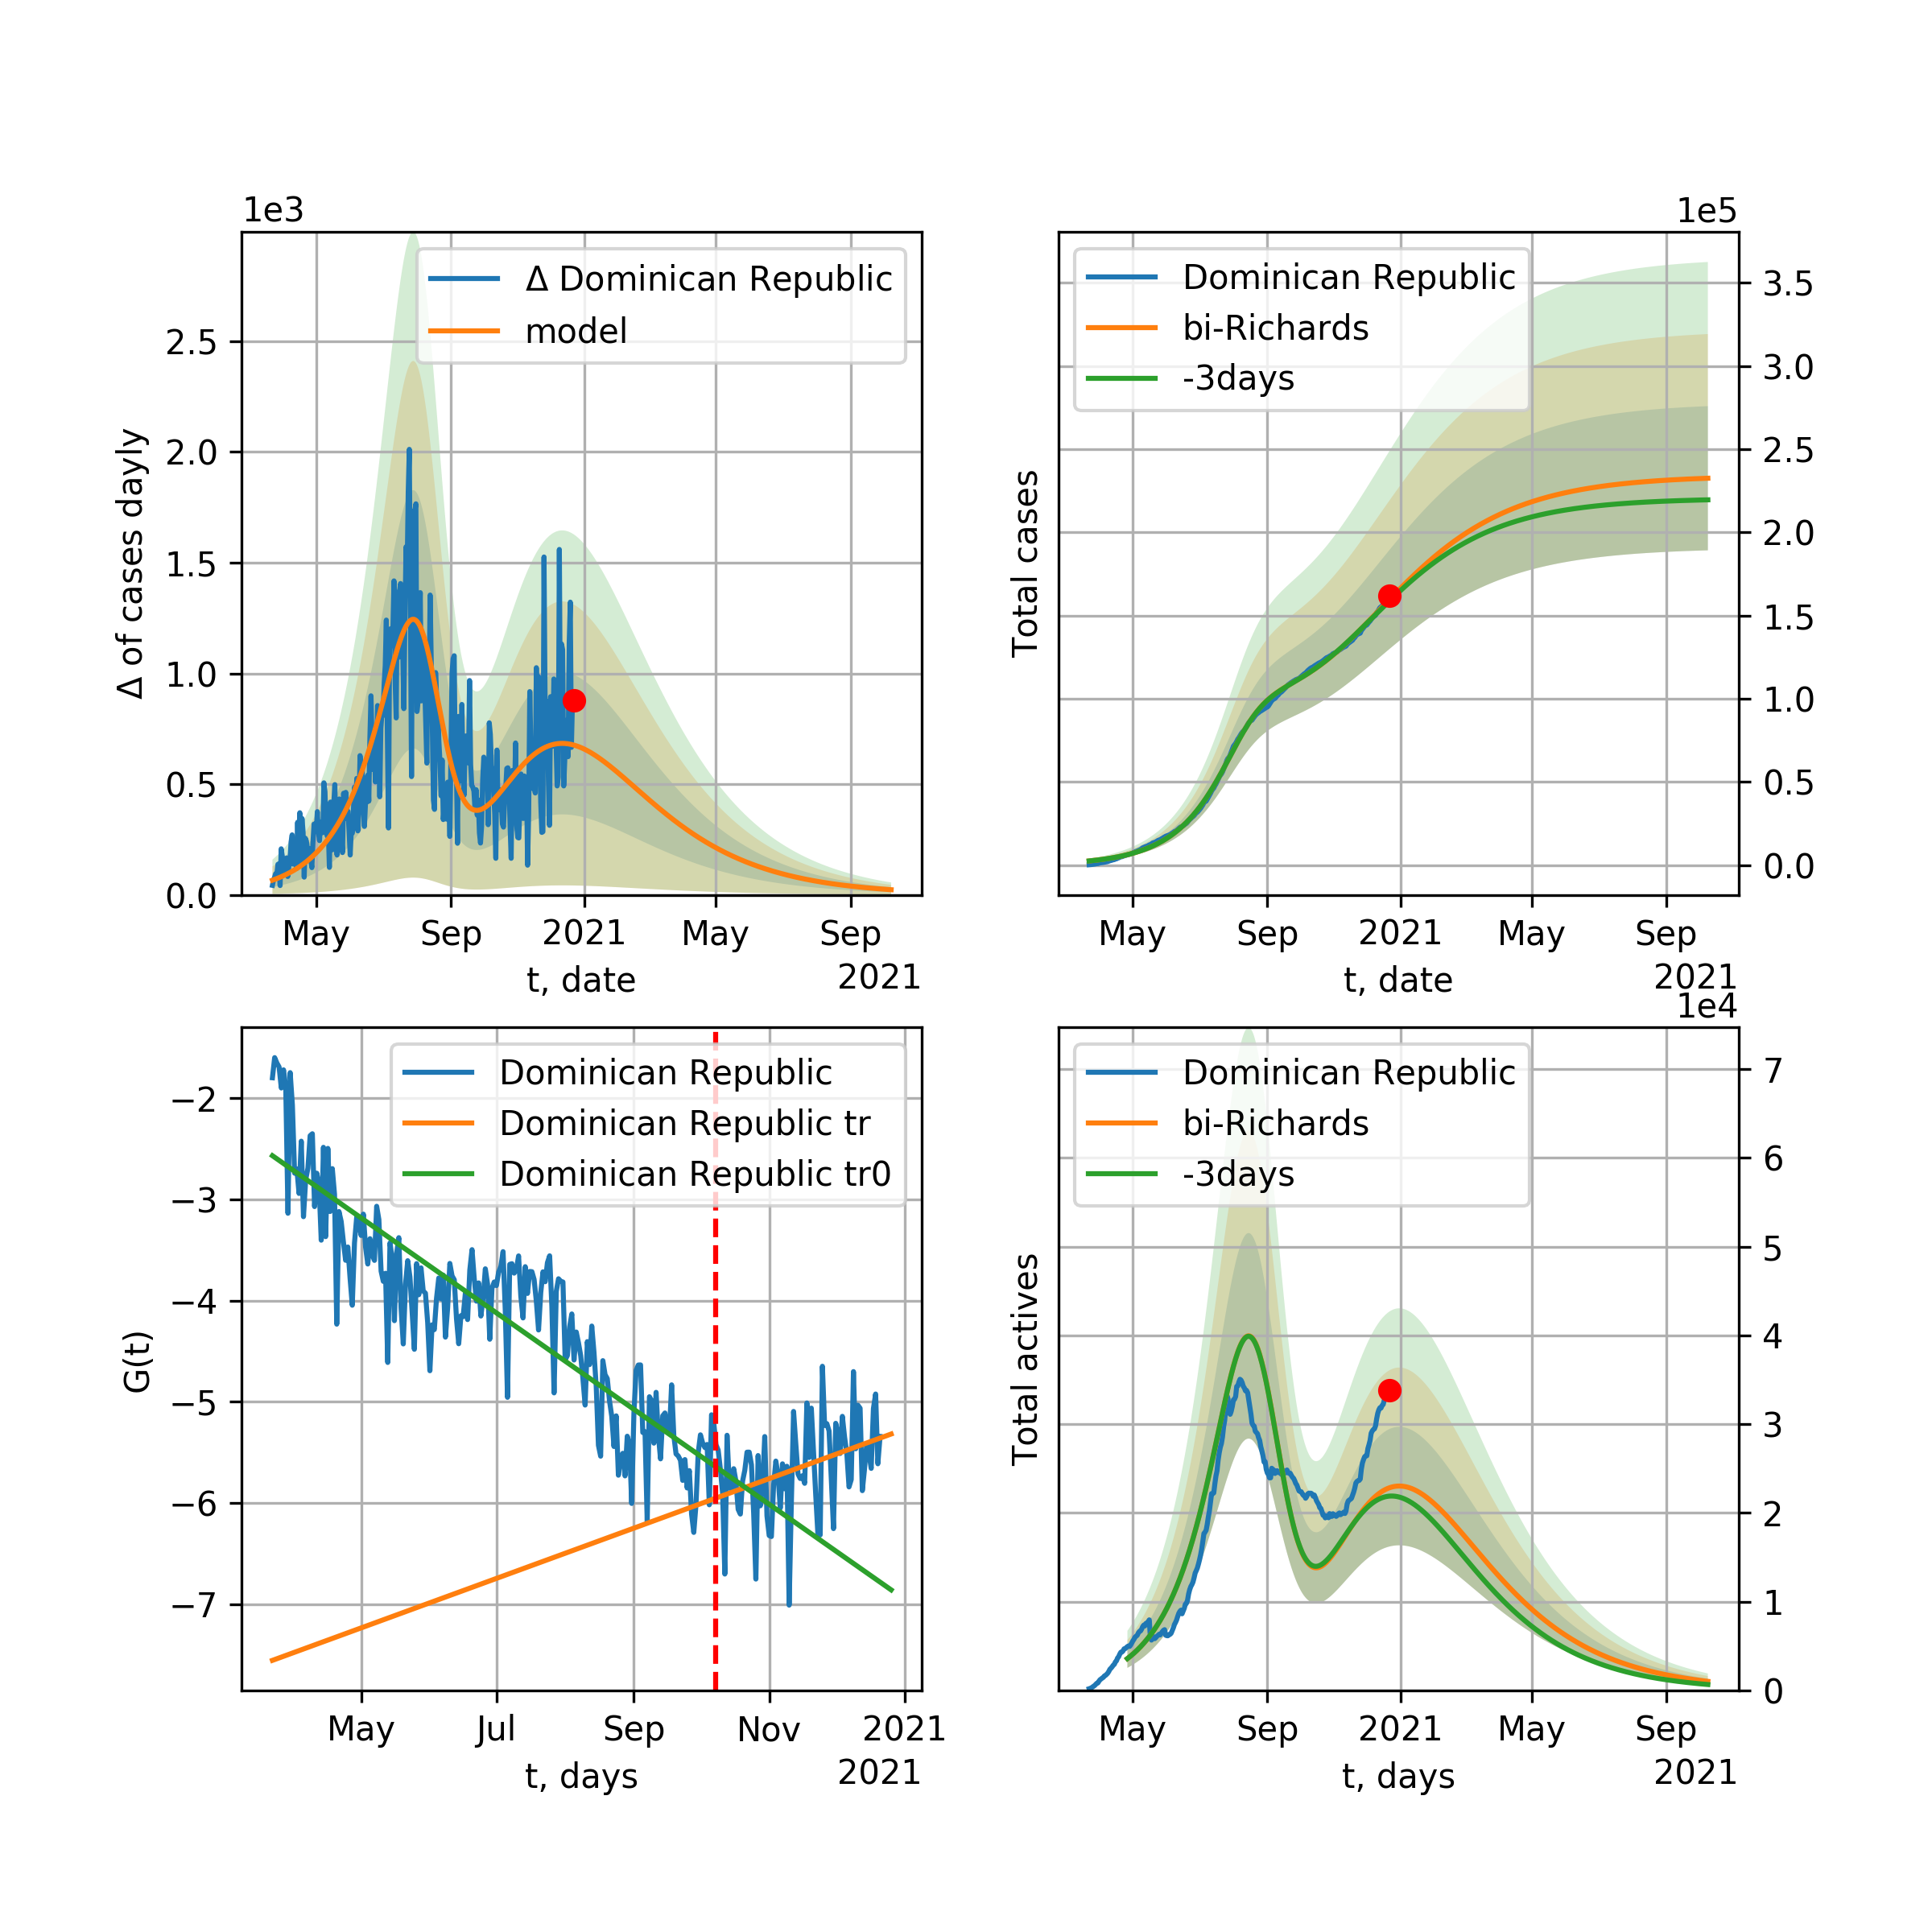 1e3
Δ Dominican Republic
model
2.5
2.0
1.5
1.0
0.5
0.0
Δ of cases dayly
May Sep 2021 May Sep
t, date
2021
1e5
Dominican Republic
bi-Richards
-3days
3.5
3.0
2.5
2.0
1.5
1.0
0.5
0.0
Total cases
May Sep 2021 May Sep
t, date
2021
Dominican Republic
Dominican Republic tr
Dominican Republic tr0
−2
−3
−4
−5
−6
−7
G(t)
May Jul Sep Nov 2021
t, days
2021
1e4
Dominican Republic
bi-Richards
-3days
7
6
5
4
3
2
1
0
Total actives
May Sep 2021 May Sep
t, days
2021